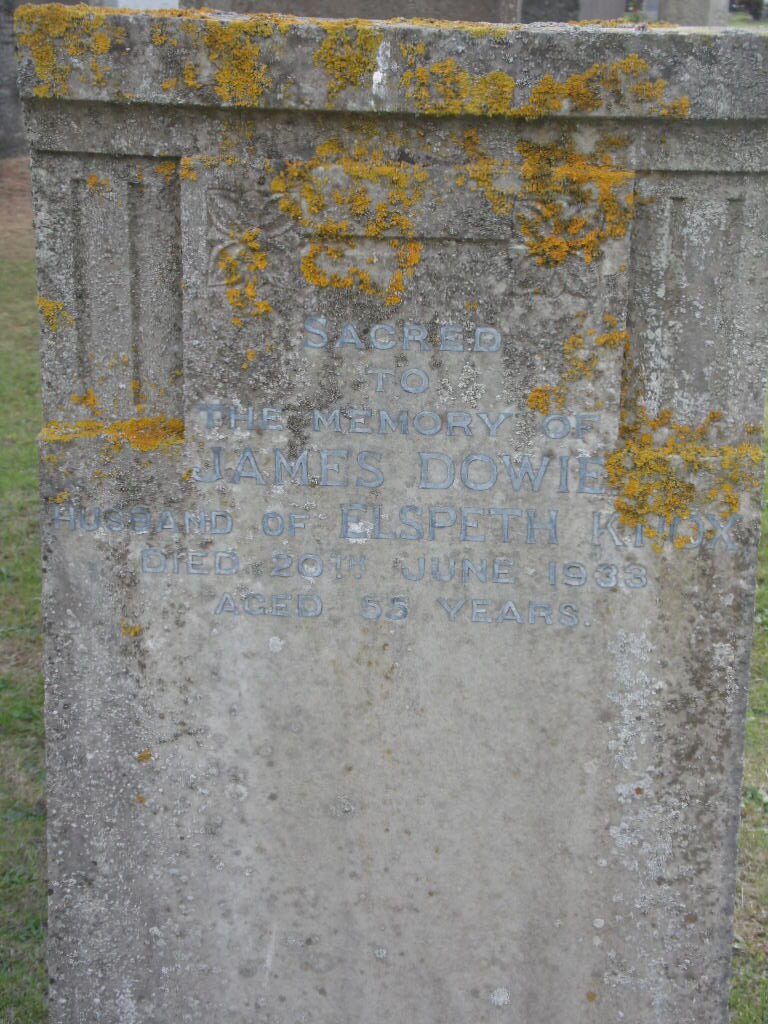 SACRED
TO
THE MEMORY OF
JAMES DOWIE
HUSBAND OF ELSPETH KNOX
DIED 20TH JUNE 1933
AGED 55 YEARS.